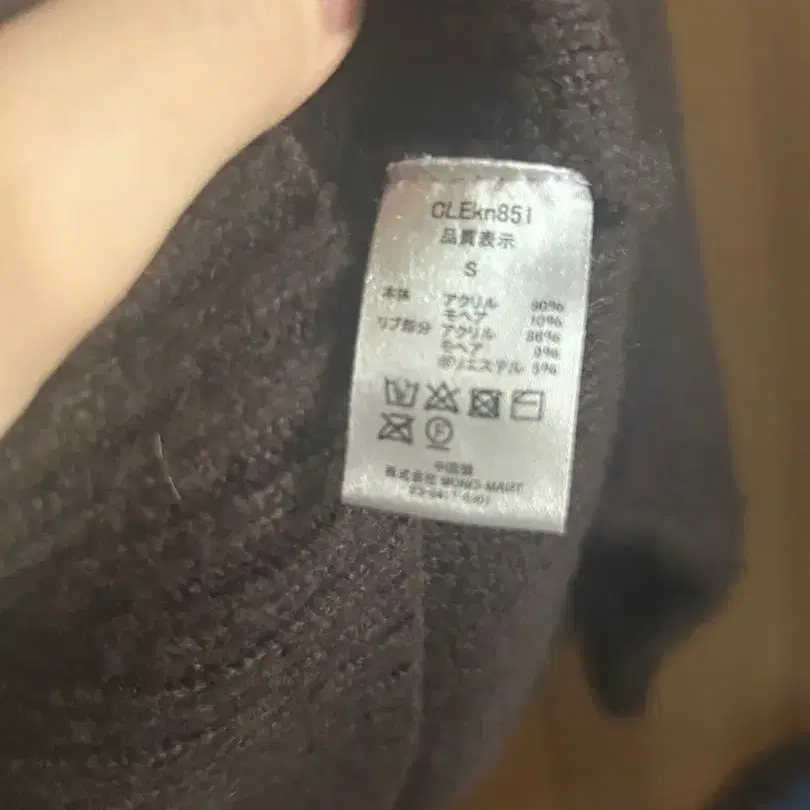 CLEkn851
品質表示
S
本体 アクリル 90%
モヘア 10%
リブ部分 アクリル 86%
モヘア 9%
ポリエステル 5%
中国製
株式会社 MONO-MART